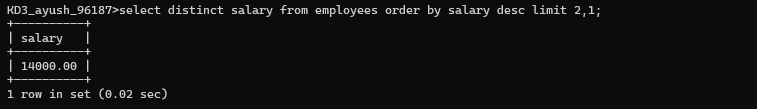 KD3_ayush_96187>select distinct salary from employees order by salary desc limit 2,1;
+----------+
| salary   |
+----------+
| 14000.00 |
+----------+
1 row in set (0.02 sec)